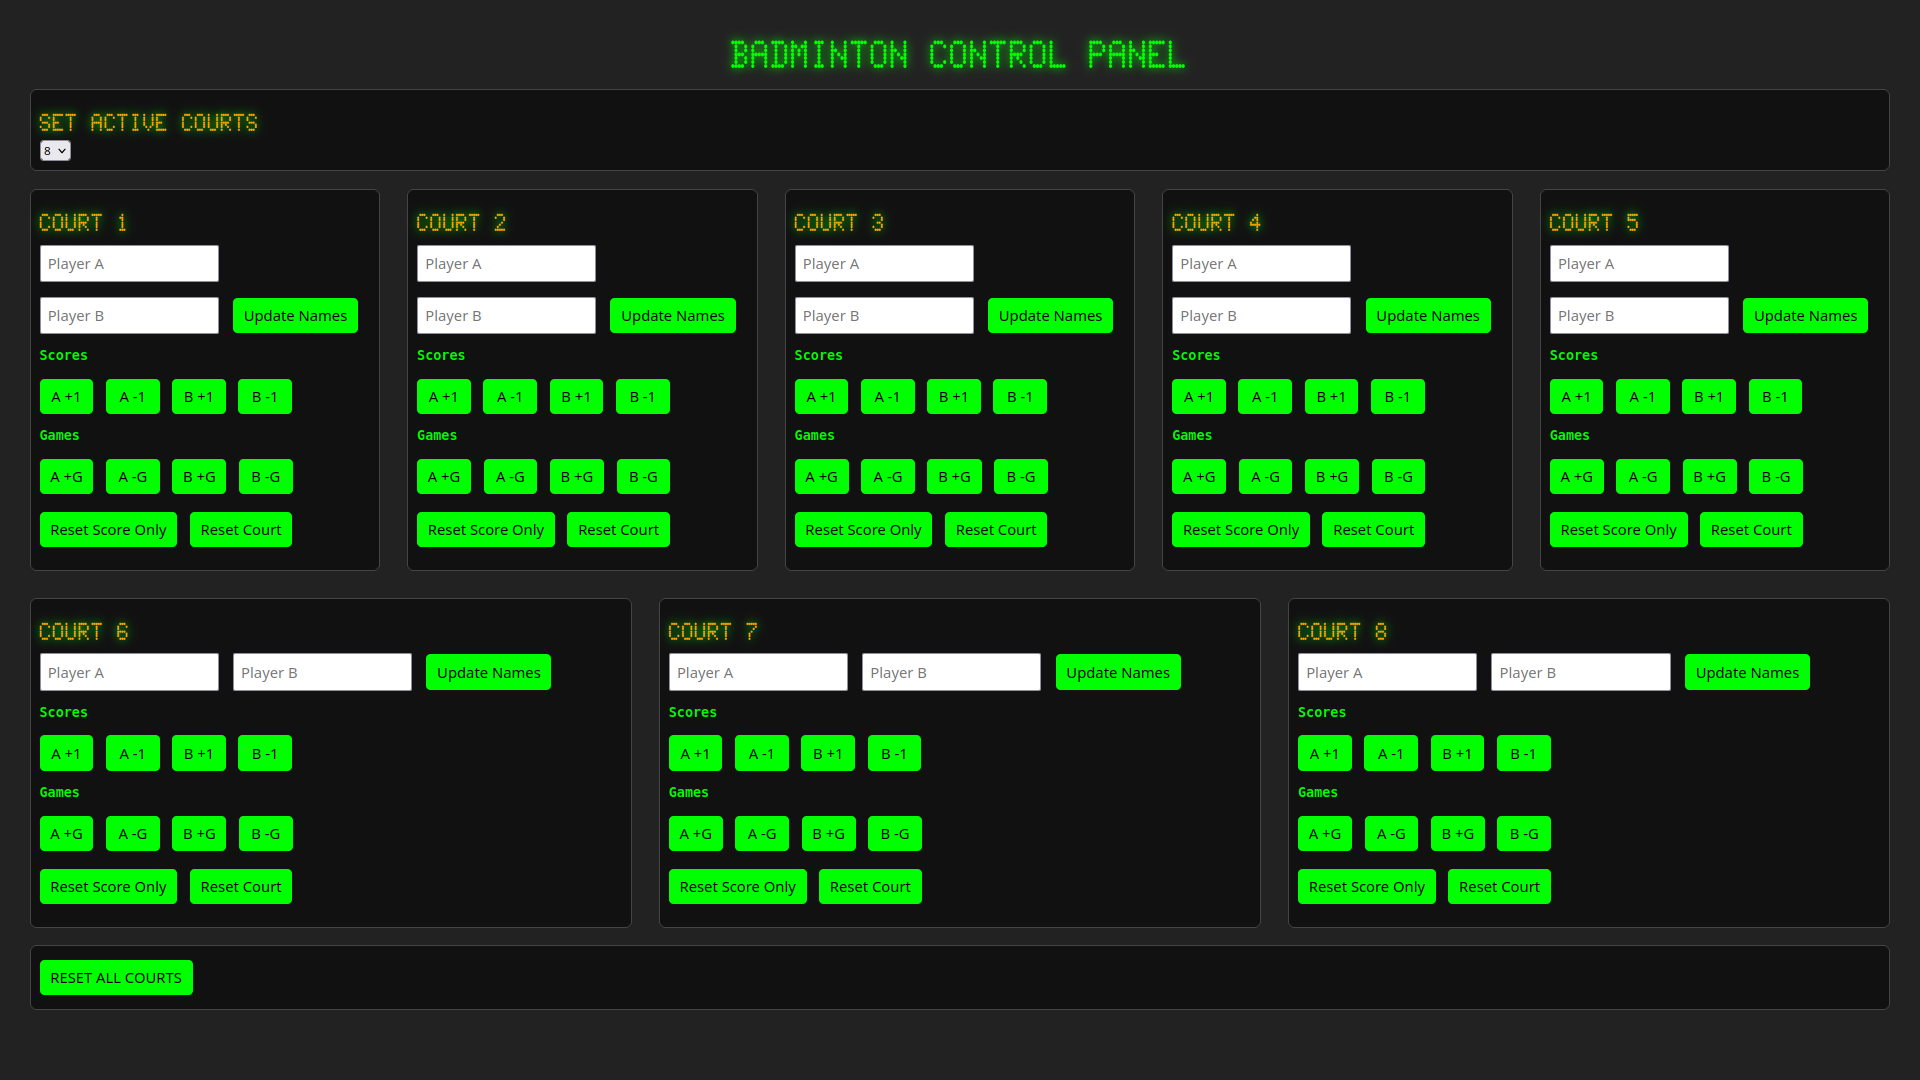 BADMINTON CONTROL PANEL
SET ACTIVE COURTS
8
COURT 1
Player A
Player B Update Names
Scores
A +1 A -1 B +1 B -1
Games
A +G A -G B +G B -G
Reset Score Only Reset Court
COURT 2
Player A
Player B Update Names
Scores
A +1 A -1 B +1 B -1
Games
A +G A -G B +G B -G
Reset Score Only Reset Court
COURT 3
Player A
Player B Update Names
Scores
A +1 A -1 B +1 B -1
Games
A +G A -G B +G B -G
Reset Score Only Reset Court
COURT 4
Player A
Player B Update Names
Scores
A +1 A -1 B +1 B -1
Games
A +G A -G B +G B -G
Reset Score Only Reset Court
COURT 5
Player A
Player B Update Names
Scores
A +1 A -1 B +1 B -1
Games
A +G A -G B +G B -G
Reset Score Only Reset Court
COURT 6
Player A Player B Update Names
Scores
A +1 A -1 B +1 B -1
Games
A +G A -G B +G B -G
Reset Score Only Reset Court
COURT 7
Player A Player B Update Names
Scores
A +1 A -1 B +1 B -1
Games
A +G A -G B +G B -G
Reset Score Only Reset Court
COURT 8
Player A Player B Update Names
Scores
A +1 A -1 B +1 B -1
Games
A +G A -G B +G B -G
Reset Score Only Reset Court
RESET ALL COURTS